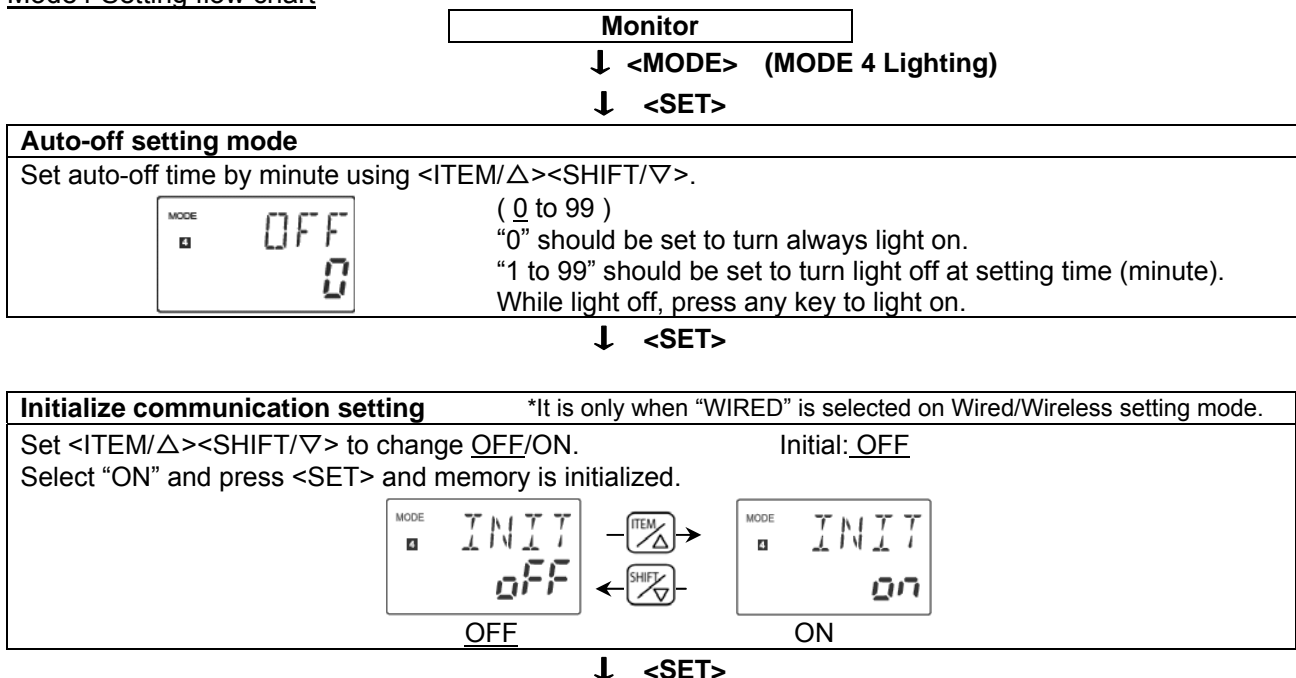 Monitor
↓ <MODE> (MODE 4 Lighting)
↓ <SET>
Auto-off setting mode
Set auto-off time by minute using <ITEM/△><SHIFT/▽>.
MODE 4 OFF 0
( 0 to 99 )
“0” should be set to turn always light on.
“1 to 99” should be set to turn light off at setting time (minute).
While light off, press any key to light on.
↓ <SET>
Initialize communication setting *It is only when “WIRED” is selected on Wired/Wireless setting mode.
Set <ITEM/△><SHIFT/▽> to change OFF/ON. Initial: OFF
Select “ON” and press <SET> and memory is initialized.
MODE 4 INIT oFF
ITEM/△
SHIFT/▽
MODE 4 INIT on
OFF ON
↓ <SET>